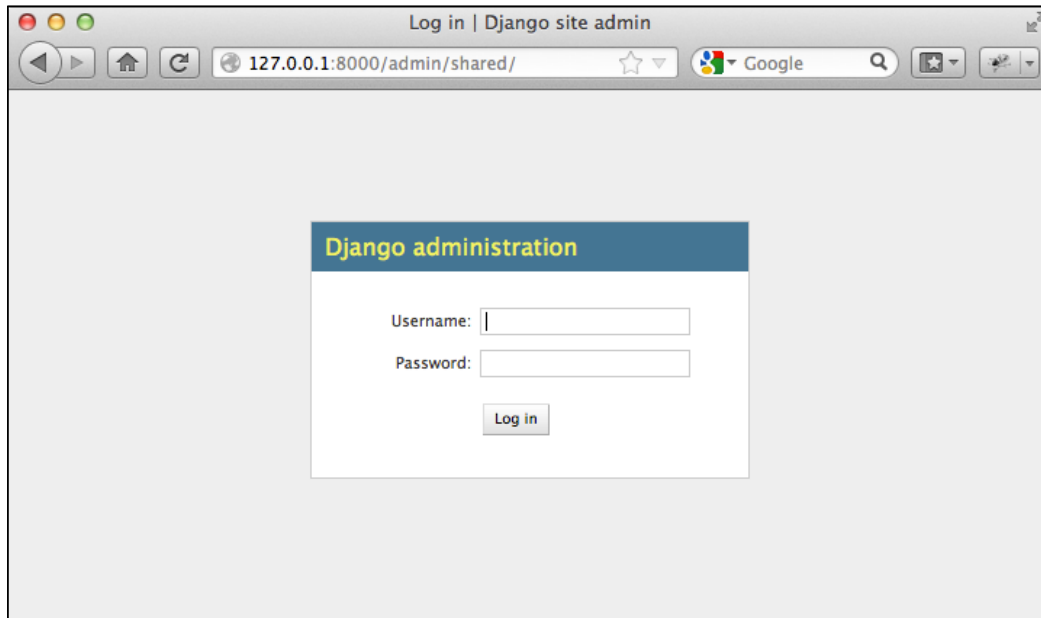 Log in | Django site admin
127.0.0.1:8000/admin/shared/
Google
Django administration
Username:
Password:
Log in